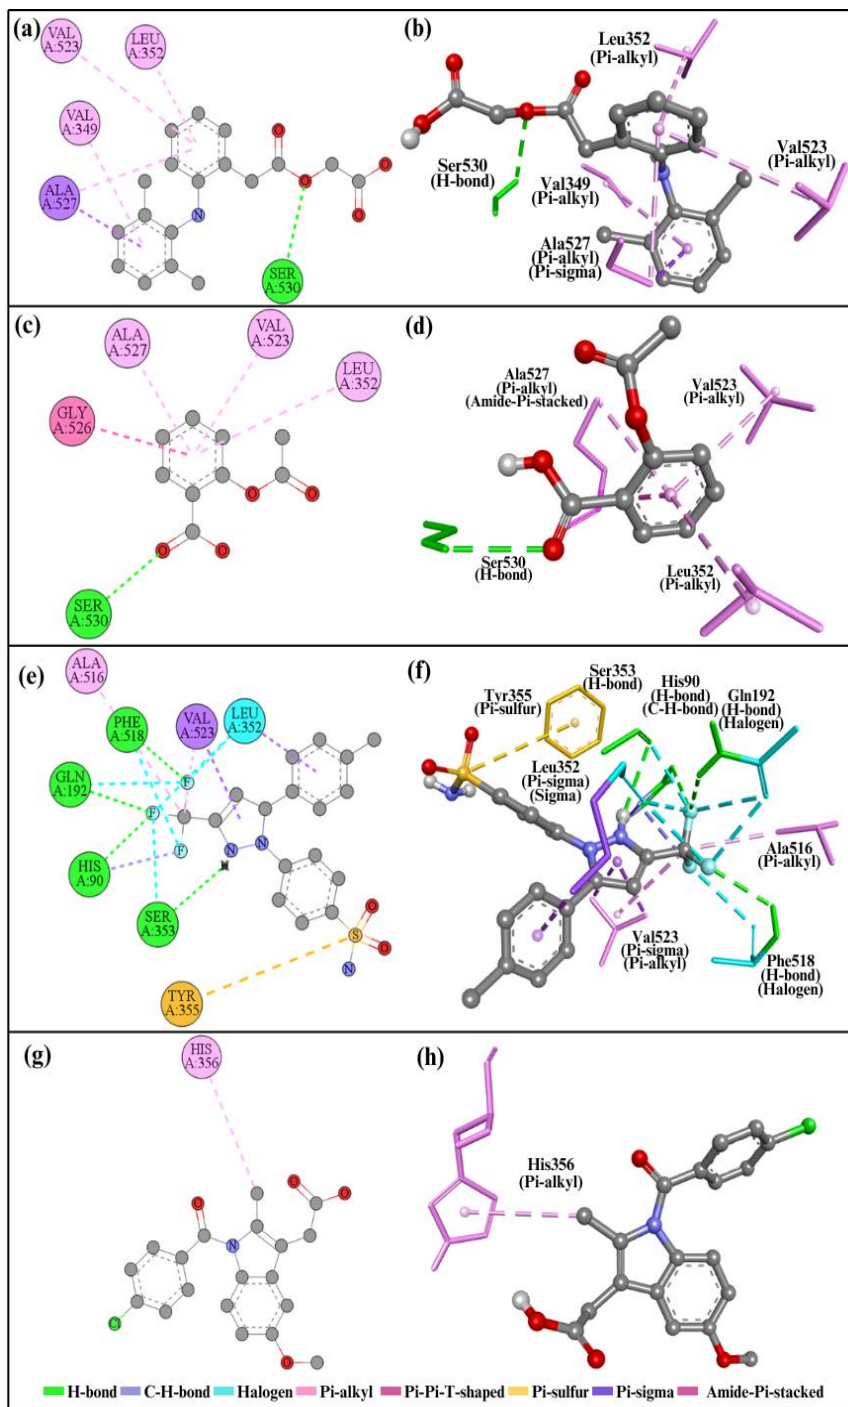 (a)
VAL
A:523
LEU
A:352
VAL
A:349
ALA
A:527
N
SER
A:530
(b)
Leu352
(Pi-alkyl)
Val523
(Pi-alkyl)
Ser530
(H-bond)
Val349
(Pi-alkyl)
Ala527
(Pi-alkyl)
(Pi-sigma)
(c)
ALA
A:527
VAL
A:523
LEU
A:352
GLY
A:526
O
O
SER
A:530
(d)
Ala527
(Pi-alkyl)
(Amide-Pi-stacked)
Val523
(Pi-alkyl)
Ser530
(H-bond)
Leu352
(Pi-alkyl)
(e)
ALA
A:516
PHE
A:518
VAL
A:523
LEU
A:352
GLN
A:192
F
F
F
HIS
A:90
N
N
H
SER
A:353
S
N
TYR
A:355
(f)
Ser353
(H-bond)
His90
(H-bond)
(C-H-bond)
Gln192
(H-bond)
(Halogen)
Tyr355
(Pi-sulfur)
Leu352
(Pi-sigma)
(Sigma)
Ala516
(Pi-alkyl)
Val523
(Pi-sigma)
(Pi-alkyl)
Phe518
(H-bond)
(Halogen)
(g)
HIS
A:356
O
O
O
N
Cl
O
(h)
His356
(Pi-alkyl)
H-bond C-H-bond Halogen Pi-alkyl Pi-Pi-T-shaped Pi-sulfur Pi-sigma Amide-Pi-stacked